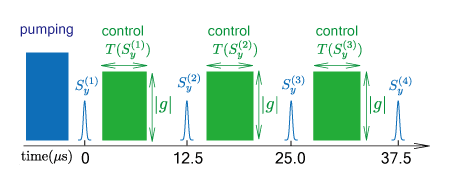 pumping control control control
T(S_y^{(1)}) T(S_y^{(2)}) T(S_y^{(3)})
S_y^{(1)} S_y^{(2)} S_y^{(3)} S_y^{(4)}
|g| |g| |g|
time(μs) 0 12.5 25.0 37.5